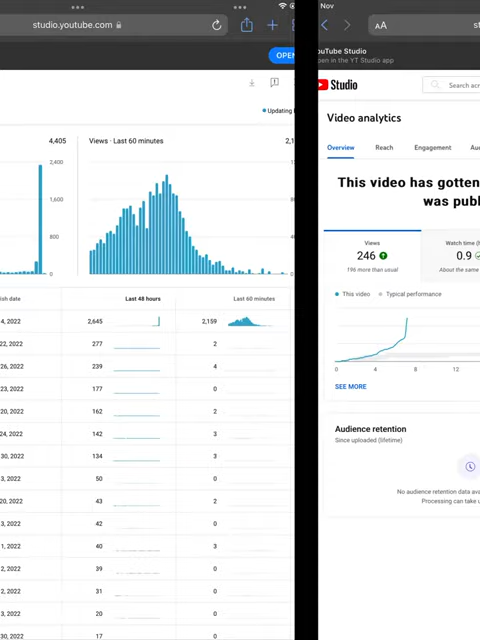 studio.youtube.com
OPEN
Updating
4,405
Views · Last 60 minutes
2,400
1,600
800
0
ish date
Last 48 hours
Last 60 minutes
4, 2022
2,645
2,159
22, 2022
277
2
26, 2022
239
4
23, 2022
177
0
20, 2022
162
2
24, 2022
142
3
30, 2022
134
3
3, 2022
50
0
20, 2022
43
2
3, 2022
42
0
1, 2022
40
3
2, 2022
39
0
2, 2022
31
0
3, 2022
20
0
30, 2022
17
0
Nov
AA
st
ouTube Studio
pen in the YT Studio app
Studio
Search acr
Video analytics
Overview
Reach
Engagement
Au
This video has gotten
was publ
Views
246
196 more than usual
Watch time (h
0.9
About the same
This video
Typical performance
0
4
8
12
SEE MORE
Audience retention
Since uploaded (lifetime)
No audience retention data ava
Processing can take u